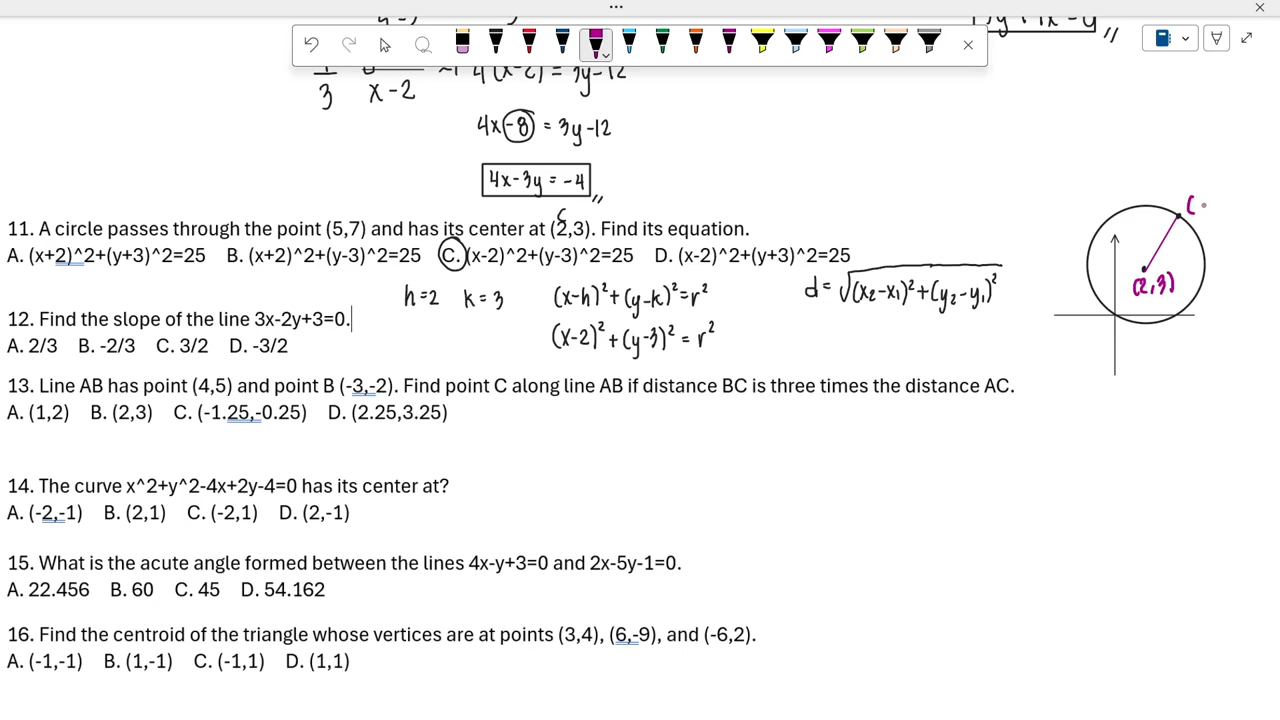 3
x-2
4x-8 = 3y-12
4x-3y = -4
11. A circle passes through the point (5,7) and has its center at (2,3). Find its equation.
A. (x+2)^2+(y+3)^2=25 B. (x+2)^2+(y-3)^2=25 C. (x-2)^2+(y-3)^2=25 D. (x-2)^2+(y+3)^2=25
h=2 k=3 (x-h)²+(y-k)²=r² d=√(x₂-x₁)²+(y₂-y₁)²
(x-2)²+(y-3)²=r²
(2,3)
(
12. Find the slope of the line 3x-2y+3=0.
A. 2/3 B. -2/3 C. 3/2 D. -3/2
13. Line AB has point (4,5) and point B (-3,-2). Find point C along line AB if distance BC is three times the distance AC.
A. (1,2) B. (2,3) C. (-1.25,-0.25) D. (2.25,3.25)
14. The curve x^2+y^2-4x+2y-4=0 has its center at?
A. (-2,-1) B. (2,1) C. (-2,1) D. (2,-1)
15. What is the acute angle formed between the lines 4x-y+3=0 and 2x-5y-1=0.
A. 22.456 B. 60 C. 45 D. 54.162
16. Find the centroid of the triangle whose vertices are at points (3,4), (6,-9), and (-6,2).
A. (-1,-1) B. (1,-1) C. (-1,1) D. (1,1)